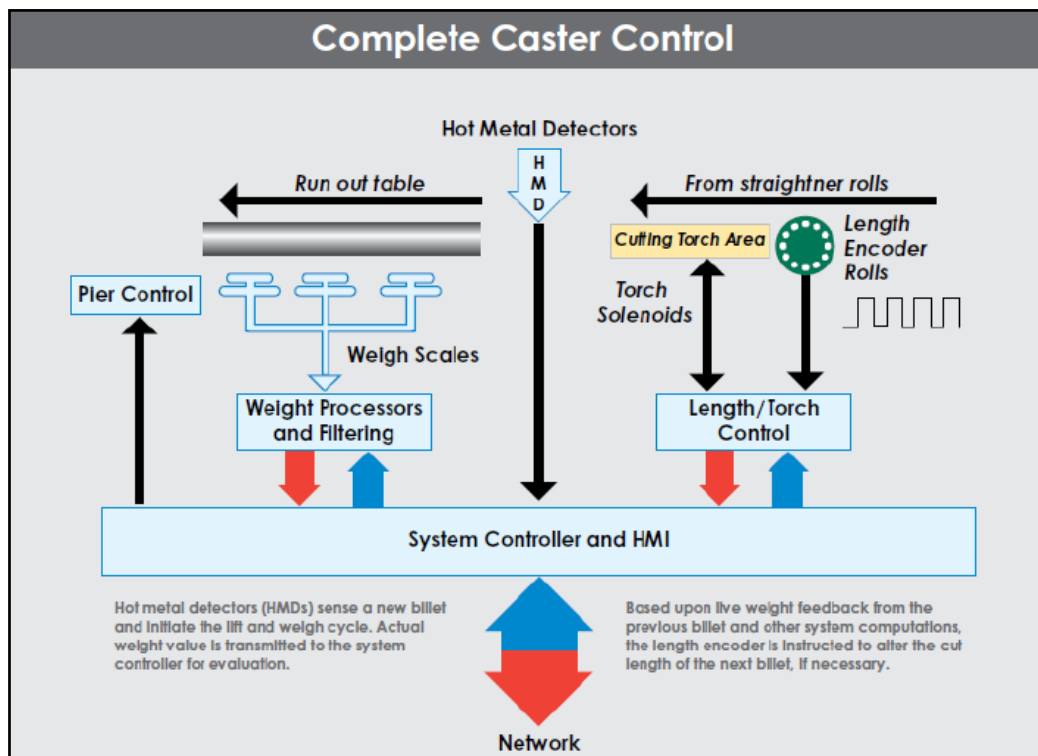 Complete Caster Control
Hot Metal Detectors
H
M
D
Run out table
From straightner rolls
Cutting Torch Area
Length
Encoder
Rolls
Pier Control
Torch
Solenoids
Weigh Scales
Weight Processors
and Filtering
Length/Torch
Control
System Controller and HMI
Hot metal detectors (HMDs) sense a new billet
and initiate the lift and weigh cycle. Actual
weight value is transmitted to the system
controller for evaluation.
Based upon live weight feedback from the
previous billet and other system computations,
the length encoder is instructed to alter the cut
length of the next billet, if necessary.
Network